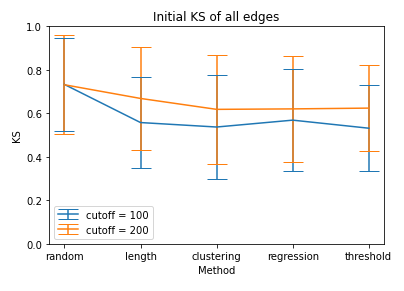 Initial KS of all edges
1.0
0.8
0.6
0.4
0.2
0.0
KS
cutoff = 100
cutoff = 200
random length clustering regression threshold
Method